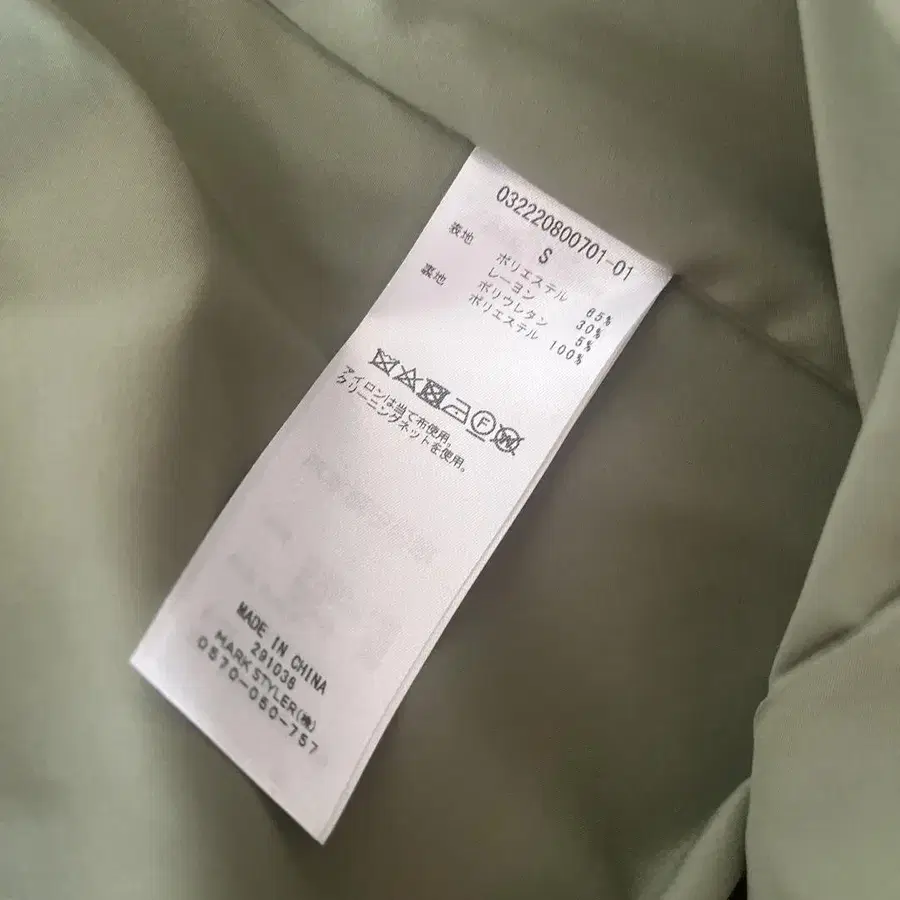 032220800701-01
S
表地 ポリエステル 65%
レーヨン 30%
ポリウレタン 5%
裏地 ポリエステル 100%
F
W
アイロンは当て布使用。
クリーニングネットを使用。
MADE IN CHINA
291038
MARK STYLER(株)
0570-050-757